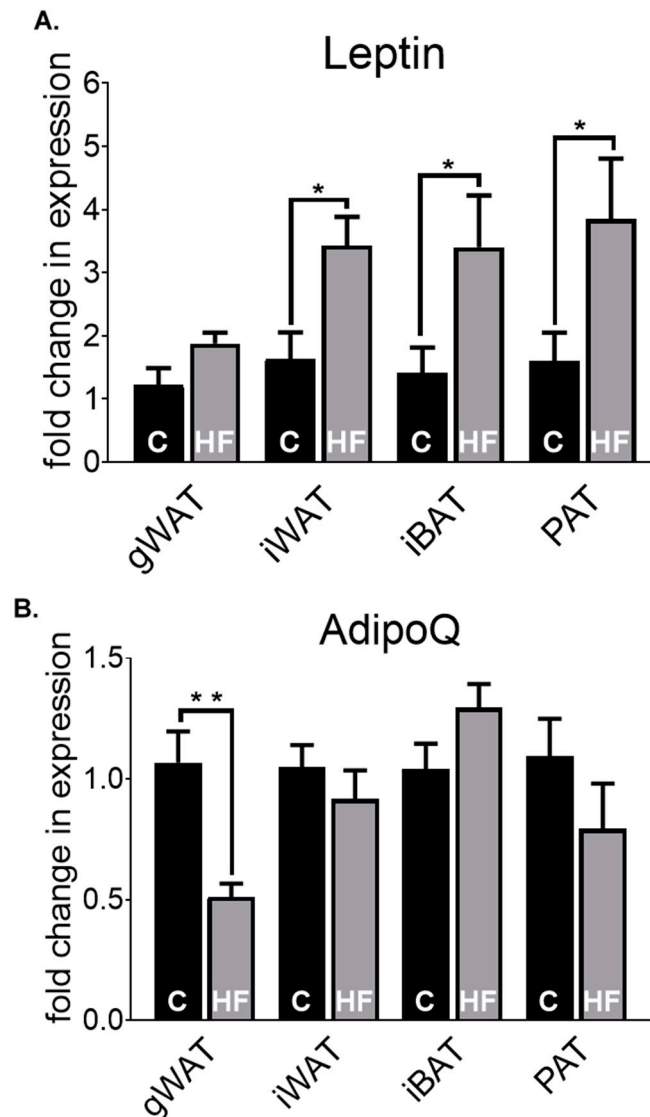 A.
Leptin
fold change in expression
6
5
4
3
2
1
0
*
*
*
C HF C HF C HF C HF
gWAT iWAT iBAT PAT
B.
AdipoQ
fold change in expression
1.5
1.0
0.5
0.0
* *
C HF C HF C HF C HF
gWAT iWAT iBAT PAT